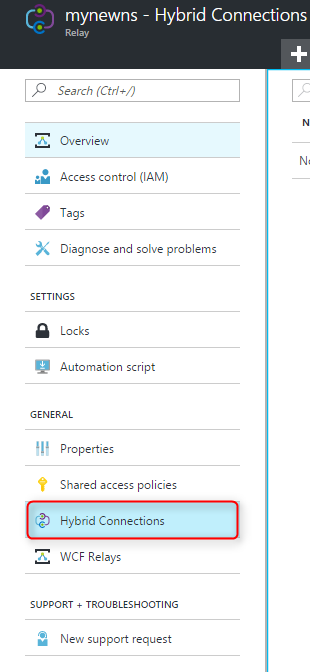 mynewns - Hybrid Connections
Relay
Search (Ctrl+/)
Overview
Access control (IAM)
Tags
Diagnose and solve problems
SETTINGS
Locks
Automation script
GENERAL
Properties
Shared access policies
Hybrid Connections
WCF Relays
SUPPORT + TROUBLESHOOTING
New support request